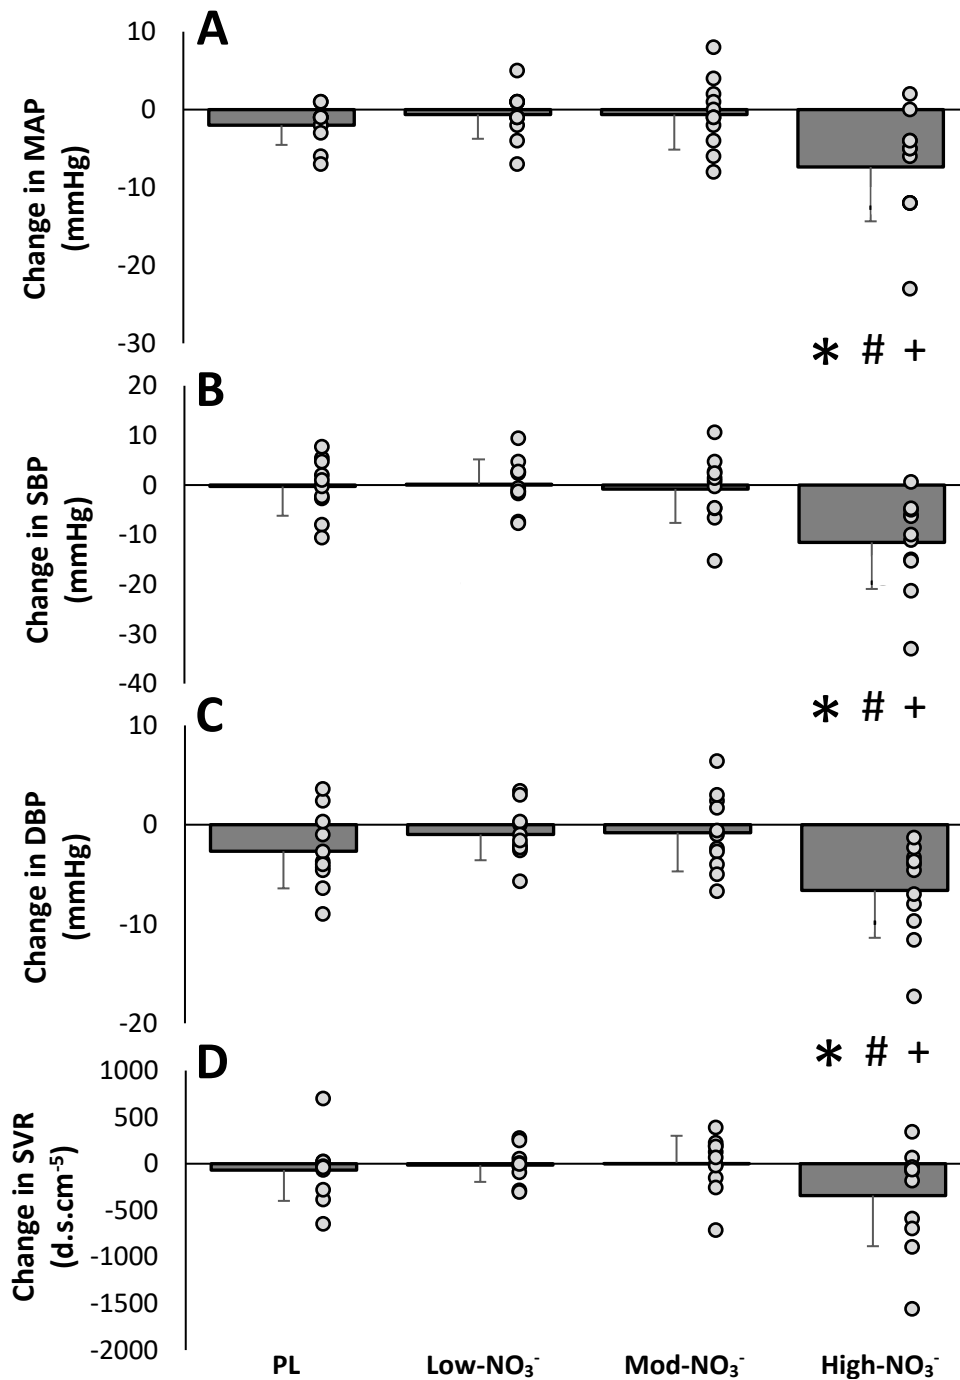 A
10
0
-10
-20
-30
Change in MAP
(mmHg)
* # +
B
20
10
0
-10
-20
-30
-40
Change in SBP
(mmHg)
* # +
C
10
0
-10
-20
Change in DBP
(mmHg)
* # +
D
1000
500
0
-500
-1000
-1500
-2000
Change in SVR
(d.s.cm⁻⁵)
PL Low-NO₃⁻ Mod-NO₃⁻ High-NO₃⁻